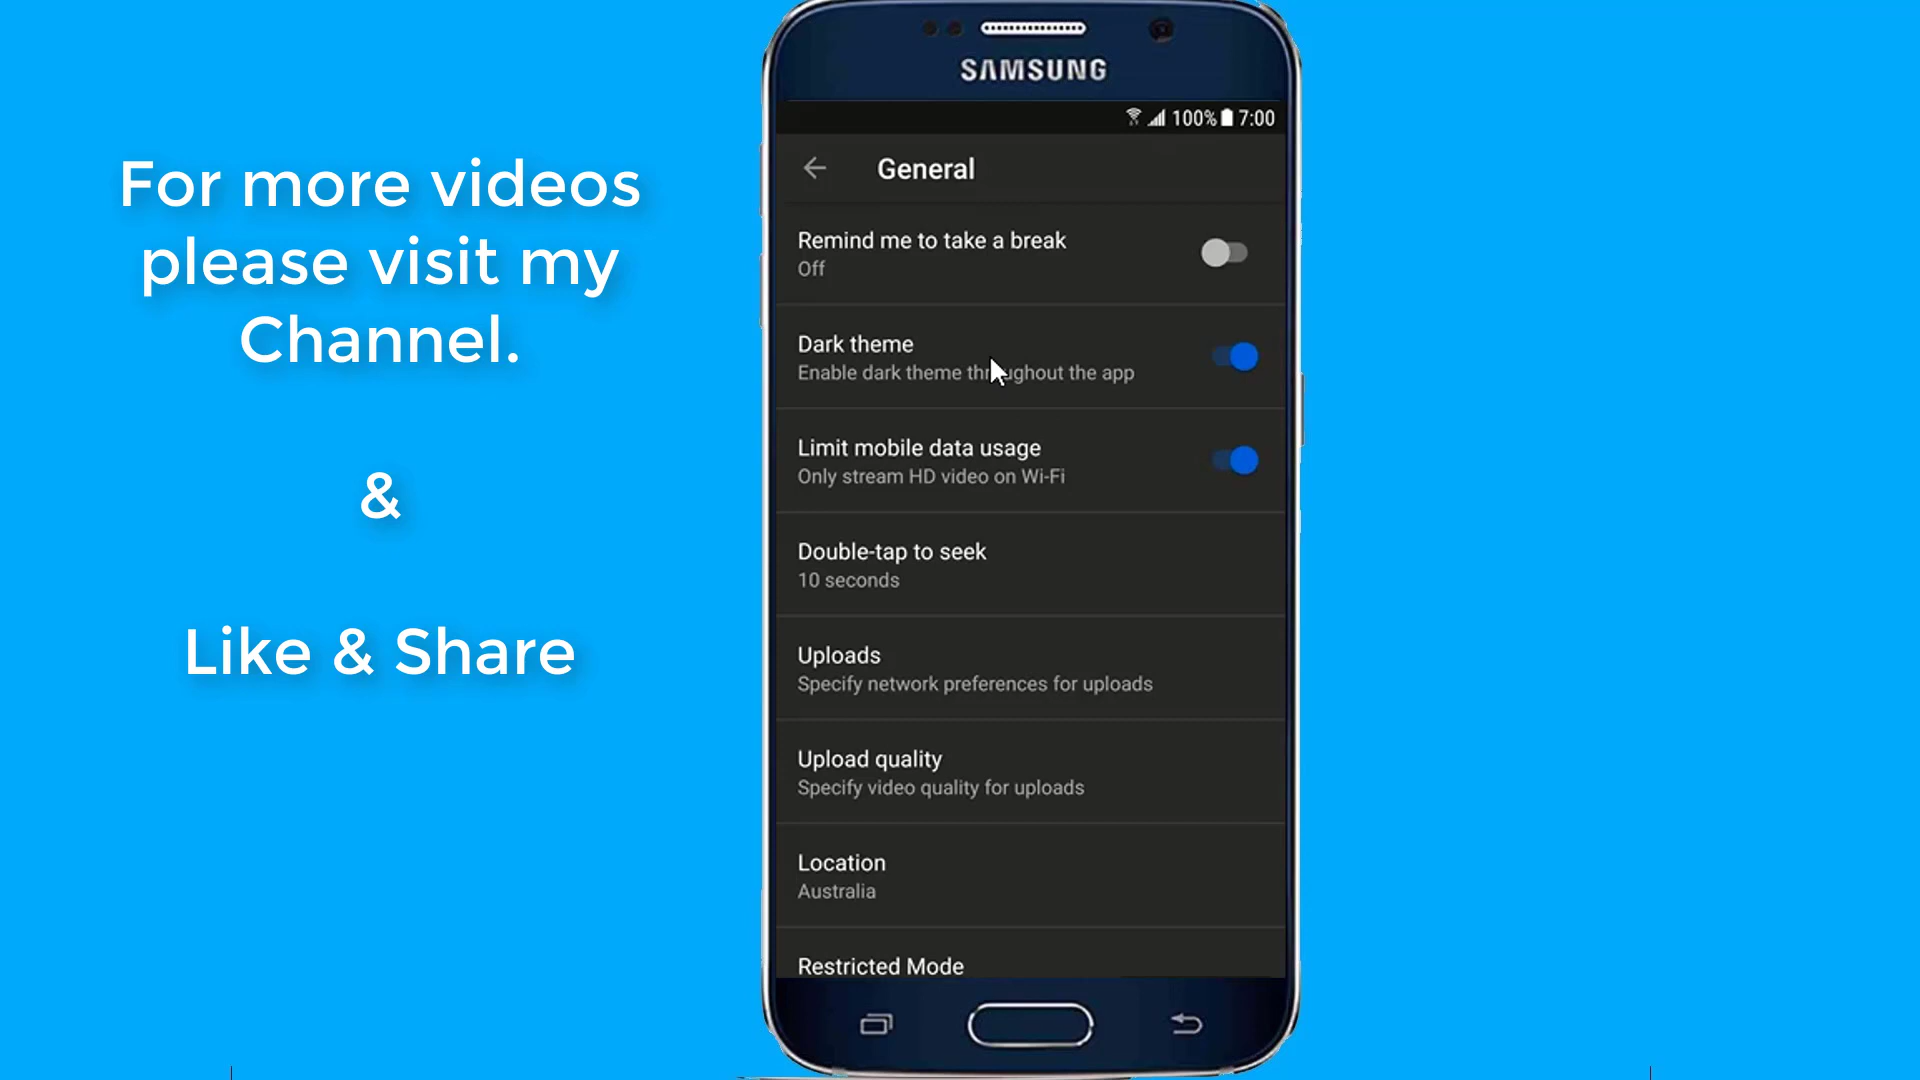 For more videos
please visit my
Channel.
&
Like & Share
SAMSUNG
100% 7:00
General
Remind me to take a break
Off
Dark theme
Enable dark theme throughout the app
Limit mobile data usage
Only stream HD video on Wi-Fi
Double-tap to seek
10 seconds
Uploads
Specify network preferences for uploads
Upload quality
Specify video quality for uploads
Location
Australia
Restricted Mode